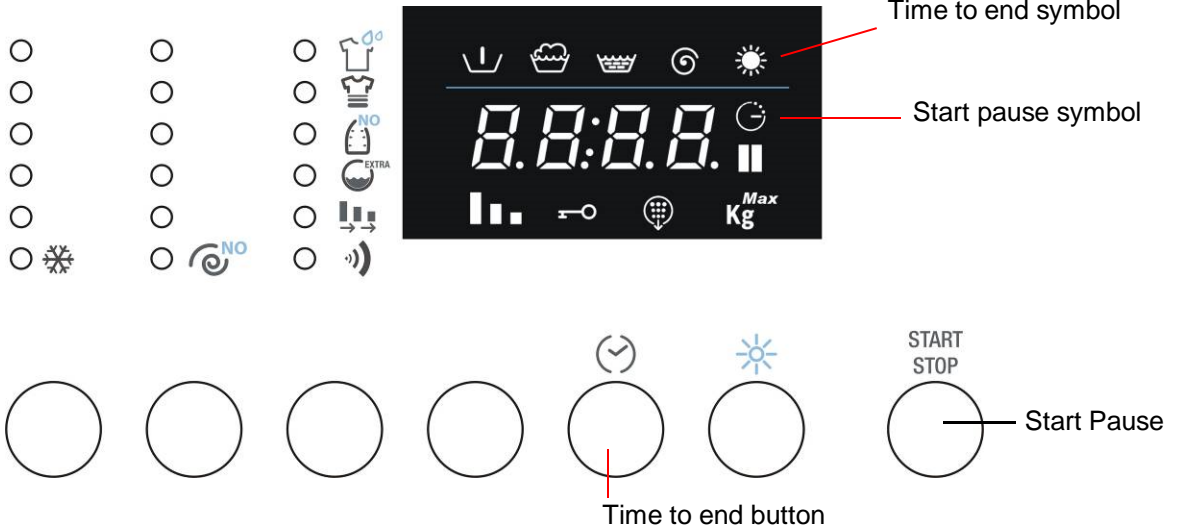 Time to end symbol
Start pause symbol
NO
EXTRA
8.8:8.8.
Max
Kg
NO
START
STOP
Start Pause
Time to end button